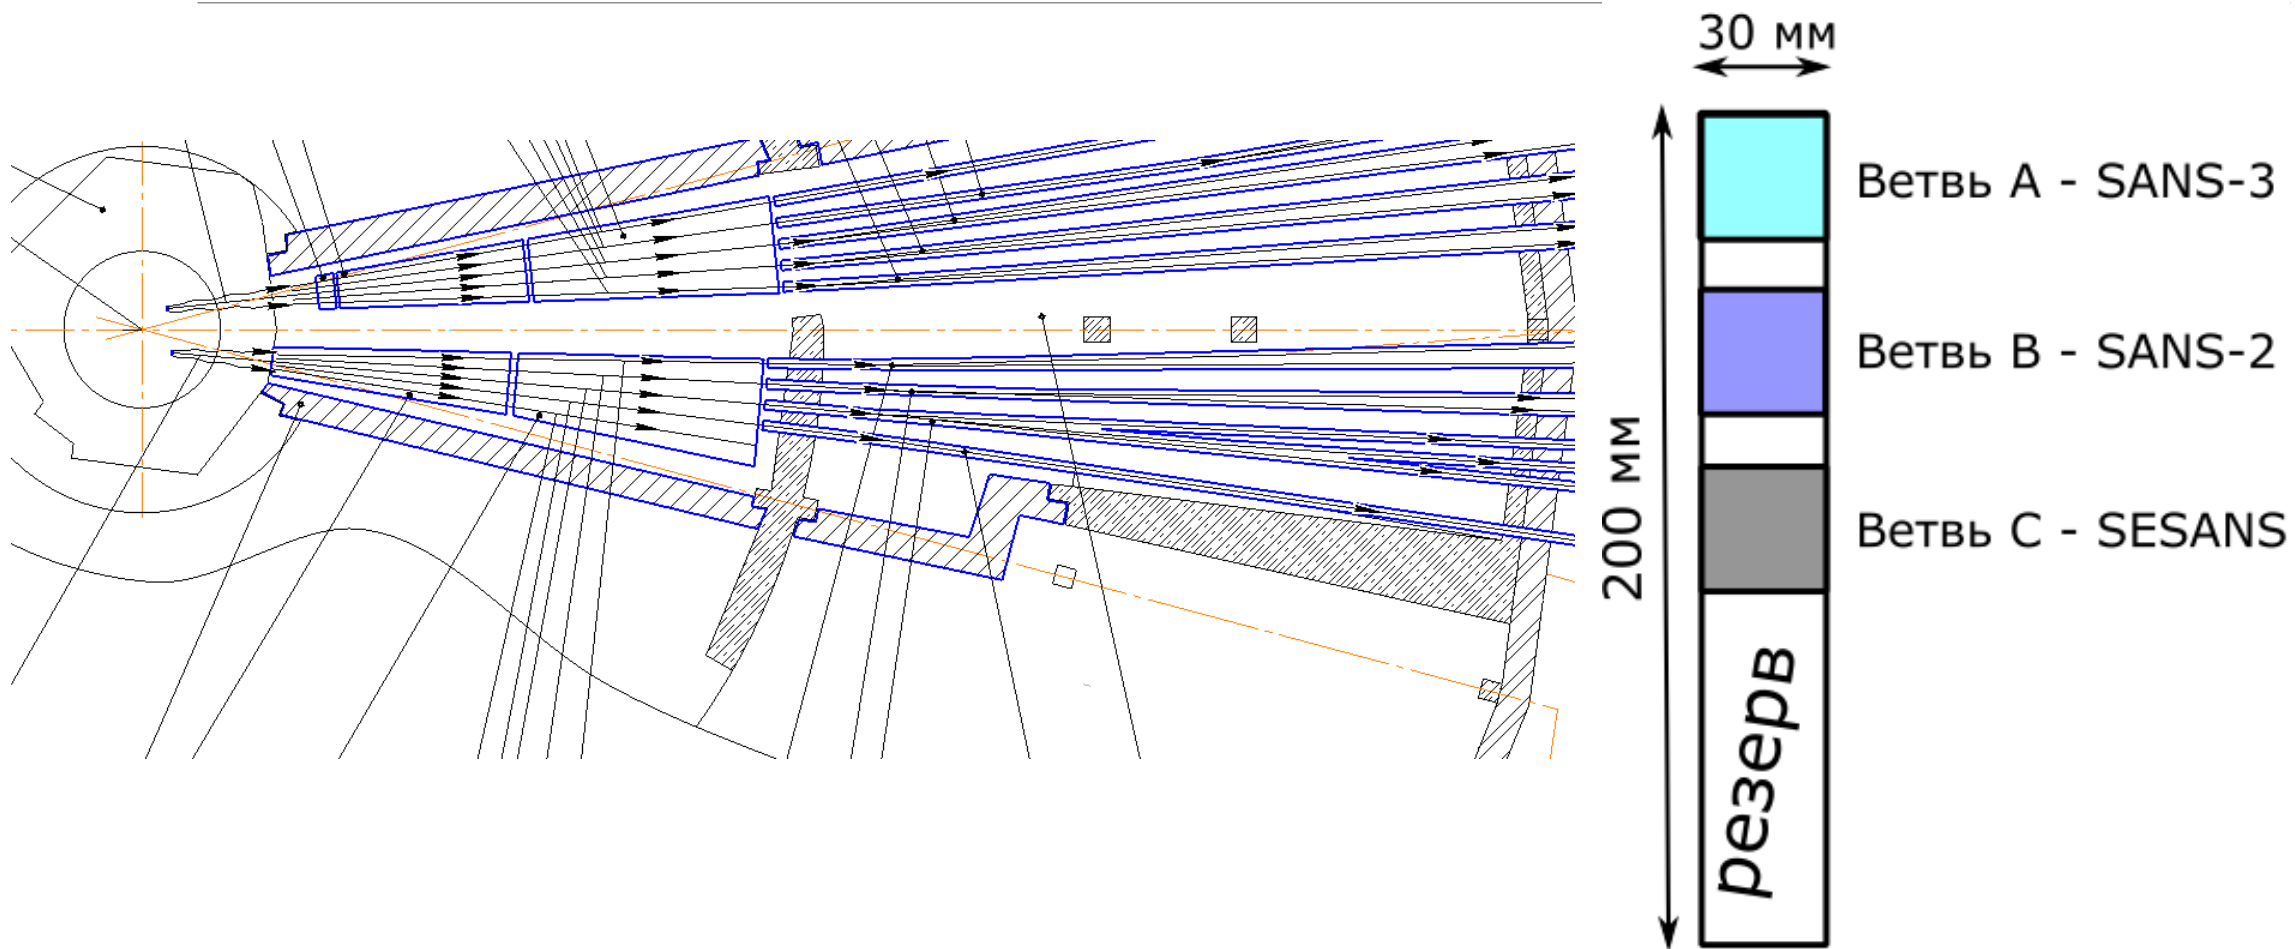 30 мм
Ветвь A - SANS-3
Ветвь B - SANS-2
200 мм
Ветвь C - SESANS
резерв